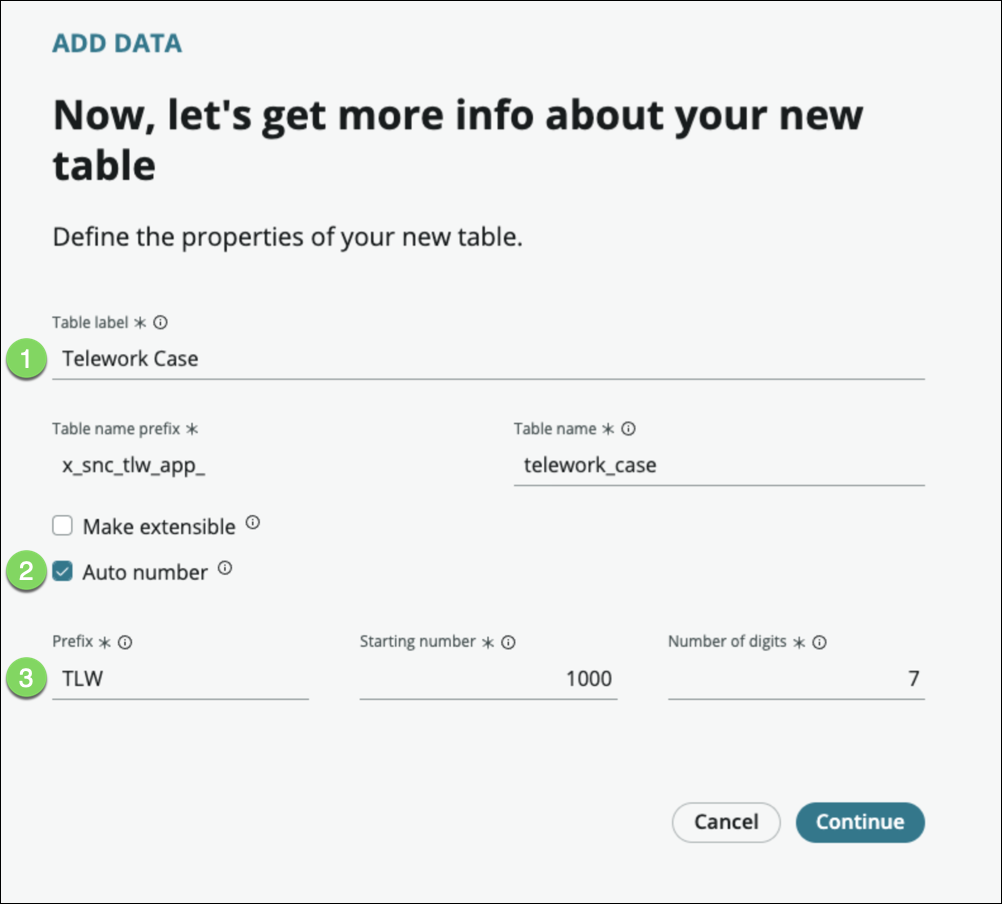 ADD DATA
Now, let's get more info about your new
table
Define the properties of your new table.
Table label *
1 Telework Case
Table name prefix * Table name *
x_snc_tlw_app_ telework_case
Make extensible
2 Auto number
Prefix * Starting number * Number of digits *
3 TLW 1000 7
Cancel Continue